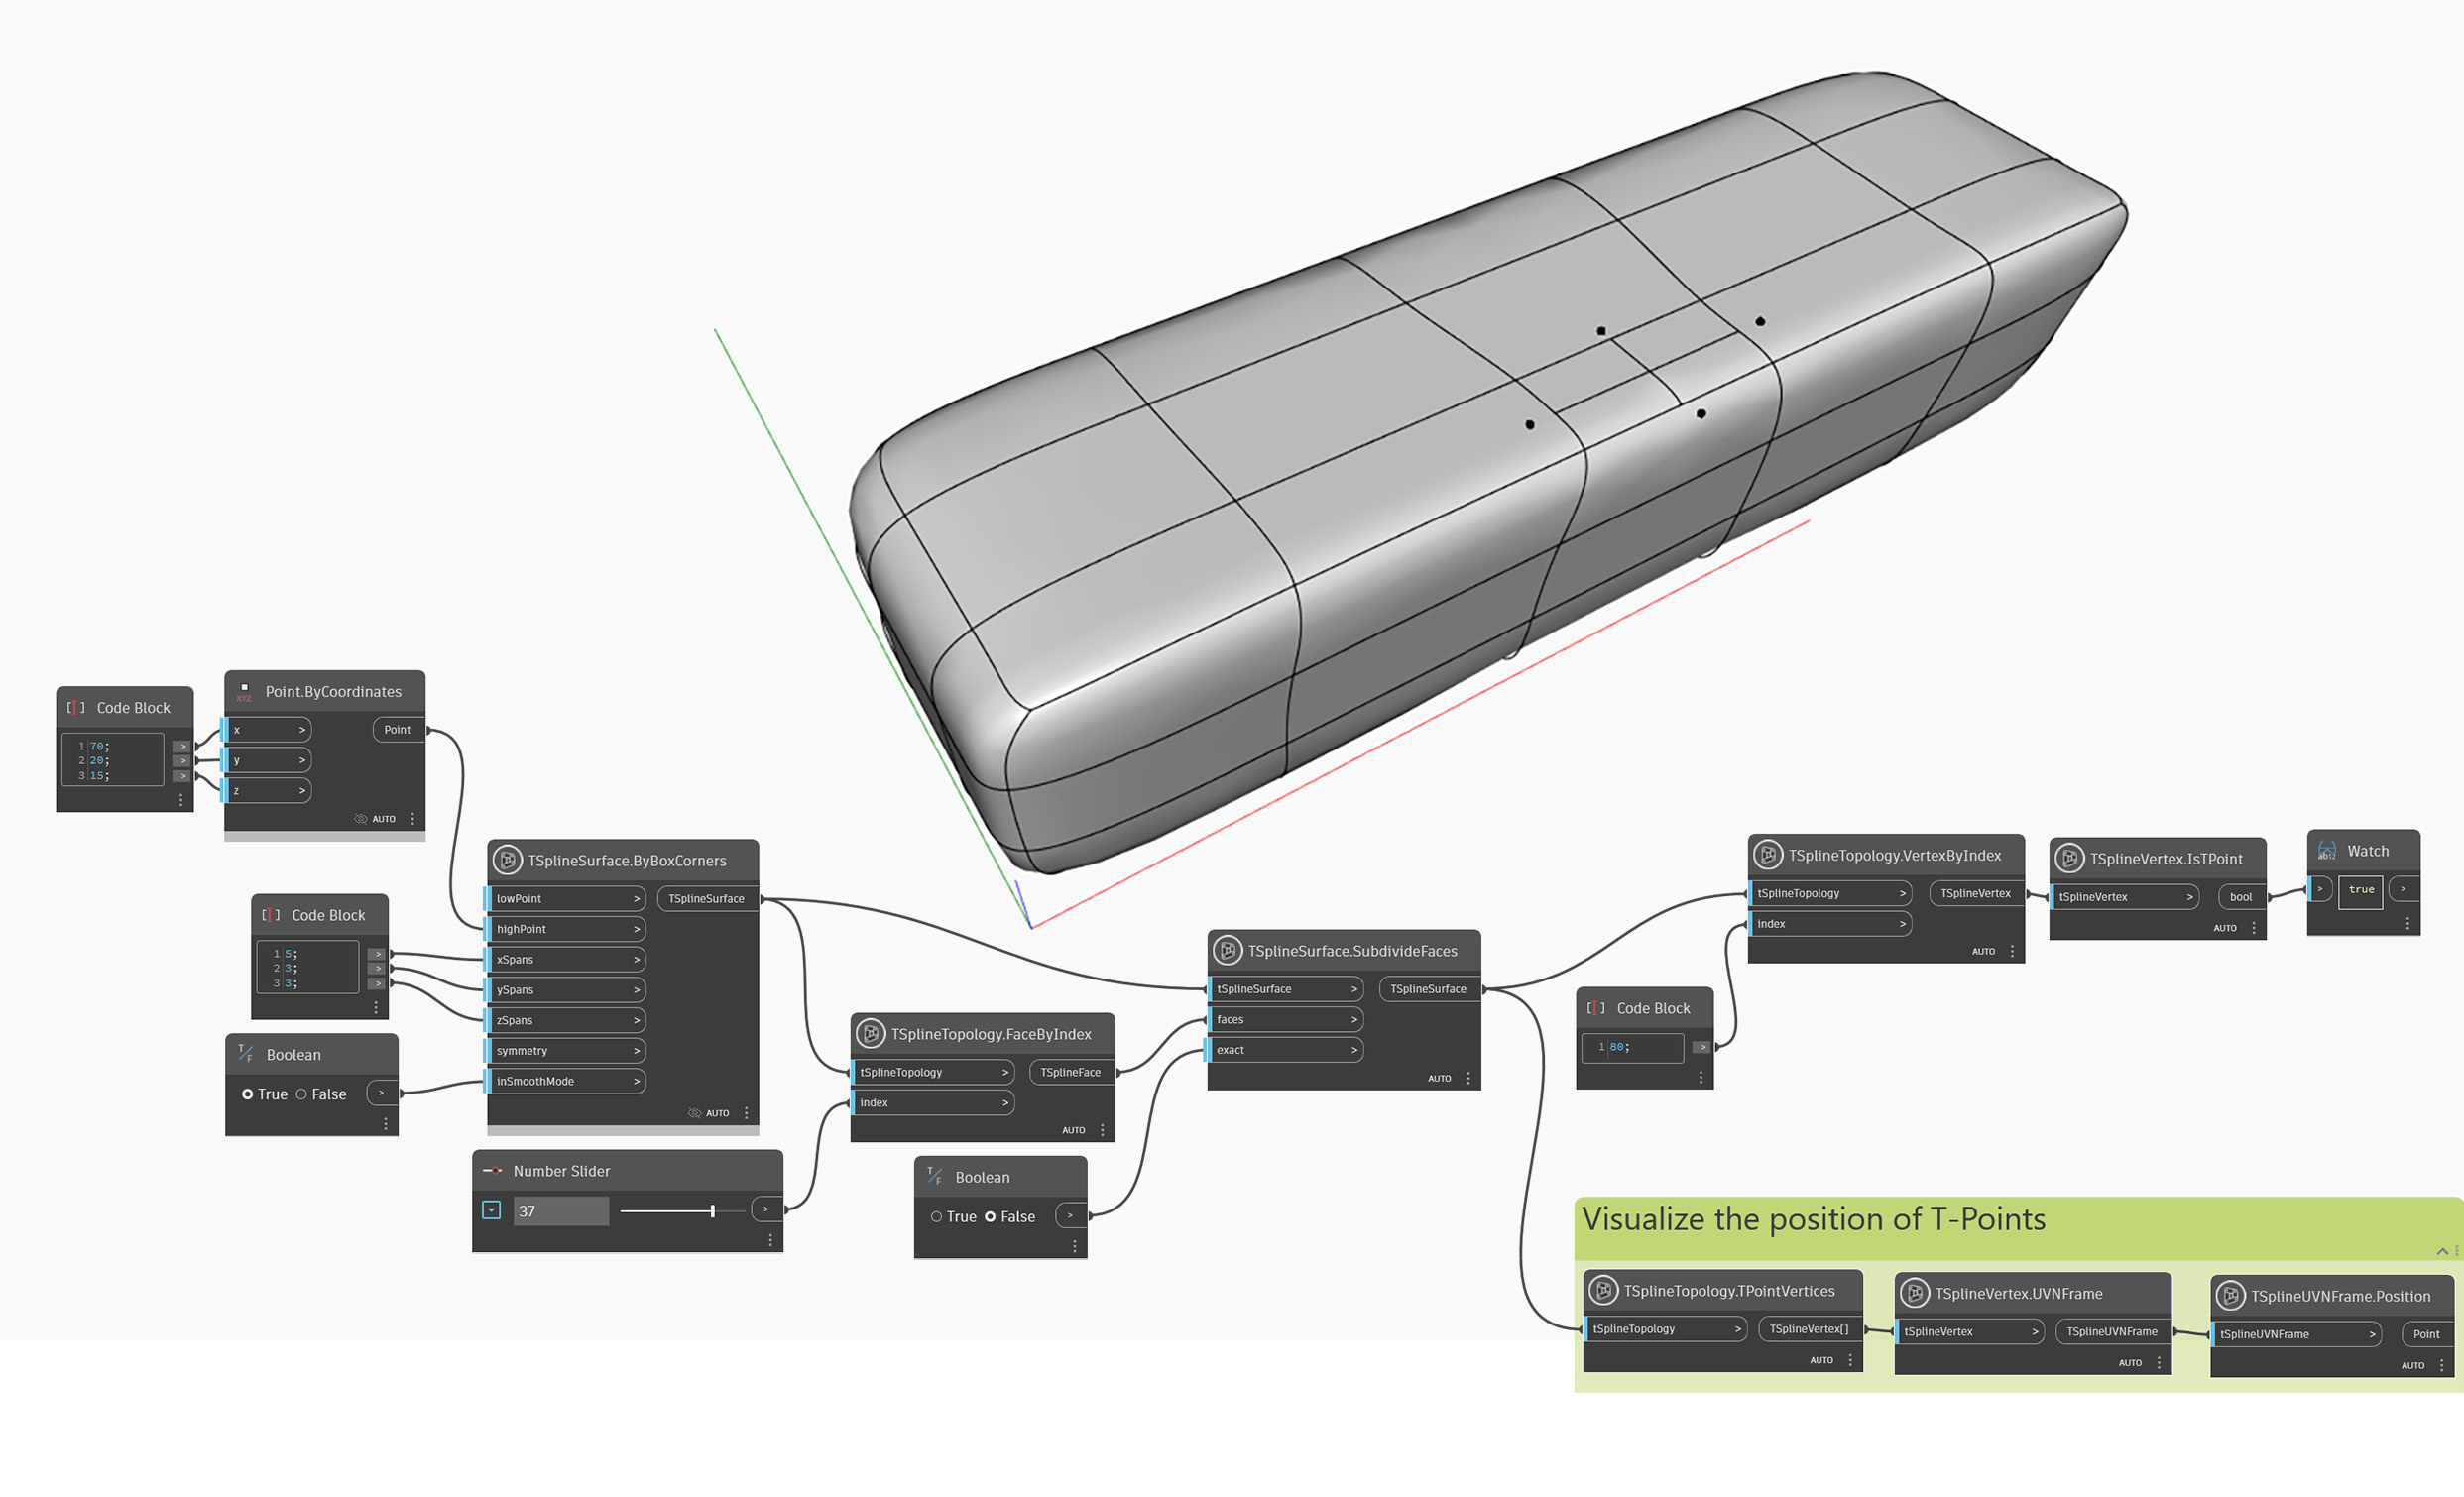 Code Block
1 70;
2 20;
3 15;
>
>
>
XYZ
Point.ByCoordinates
x >
y >
z >
Point
AUTO
Code Block
1 5;
2 3;
3 3;
>
>
>
T/F
Boolean
True False >
TSplineSurface.ByBoxCorners
lowPoint > TSplineSurface
highPoint >
xSpans >
ySpans >
zSpans >
symmetry >
inSmoothMode >
AUTO
Number Slider
37 >
TSplineTopology.FaceByIndex
tSplineTopology > TSplineFace
index >
AUTO
T/F
Boolean
True False >
TSplineSurface.SubdivideFaces
tSplineSurface > TSplineSurface
faces >
exact >
AUTO
Code Block
1 80; >
TSplineTopology.VertexByIndex
tSplineTopology > TSplineVertex
index >
AUTO
TSplineVertex.IsTPoint
tSplineVertex > bool
AUTO
ab12
Watch
> true >
Visualize the position of T-Points
TSplineTopology.TPointVertices
tSplineTopology > TSplineVertex[]
AUTO
TSplineVertex.UVNFrame
tSplineVertex > TSplineUVNFrame
AUTO
TSplineUVNFrame.Position
tSplineUVNFrame > Point
AUTO